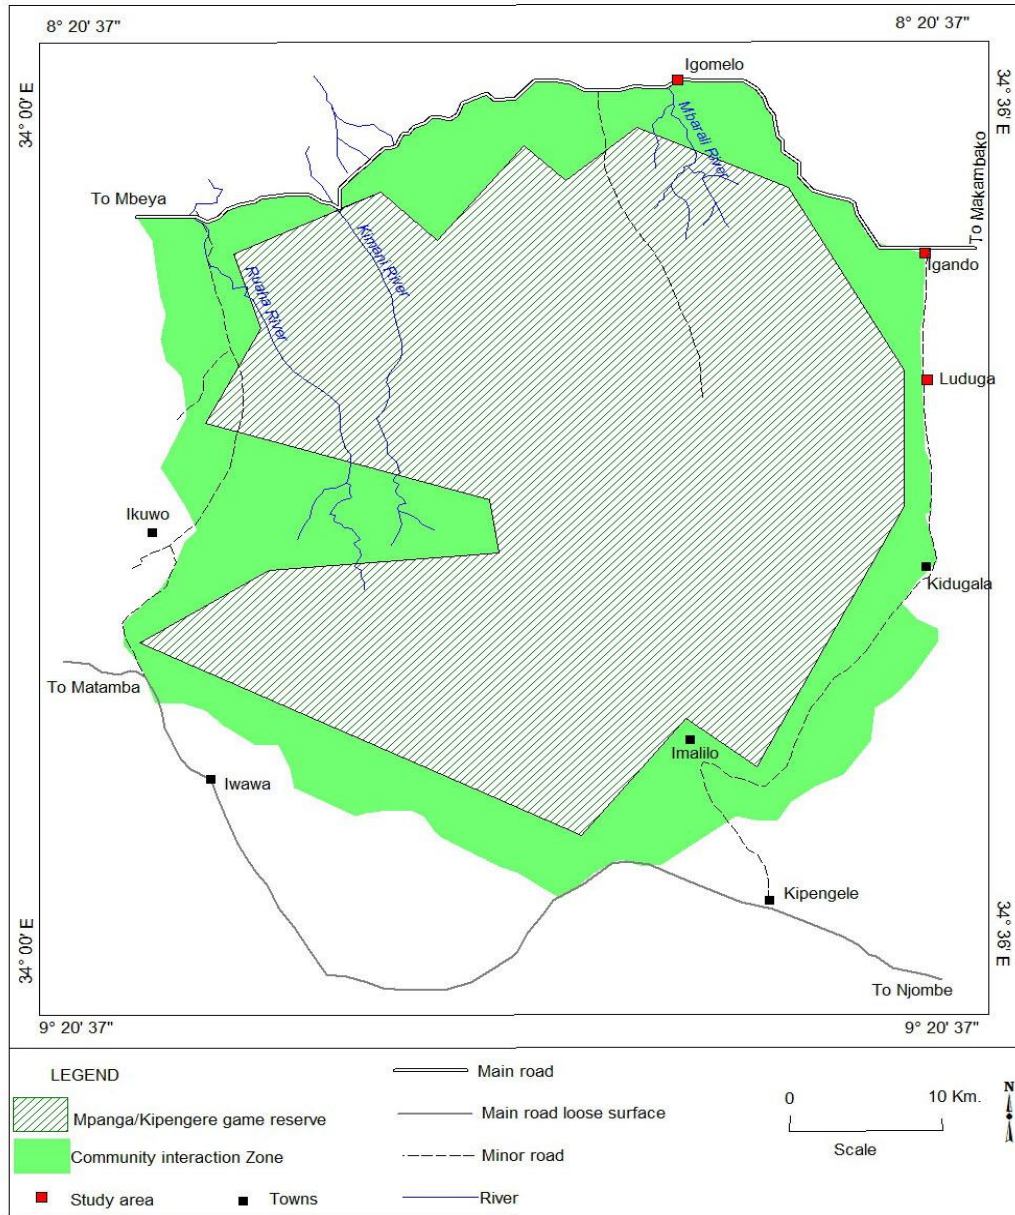 8° 20' 37"
8° 20' 37"
34° 00' E
34° 36' E
Igomelo
Mbarali River
To Mbeya
To Makambako
Kimani River
Ruaha River
Igando
Luduga
Ikuwo
Kidugala
To Matamba
Imalilo
Iwawa
Kipengele
34° 00' E
34° 36' E
To Njombe
9° 20' 37"
9° 20' 37"
LEGEND
Main road
Mpanga/Kipengere game reserve
Main road loose surface
0
10 Km.
N
Community interaction Zone
Minor road
Scale
Study area
Towns
River